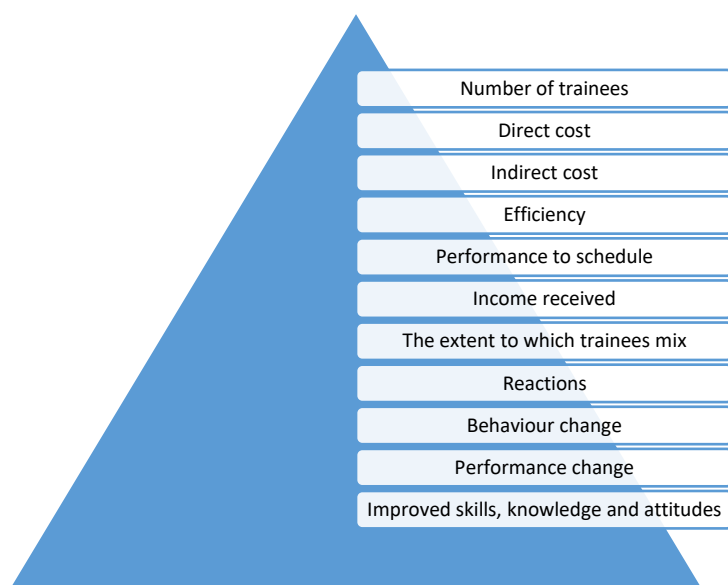 Number of trainees
Direct cost
Indirect cost
Efficiency
Performance to schedule
Income received
The extent to which trainees mix
Reactions
Behaviour change
Performance change
Improved skills, knowledge and attitudes